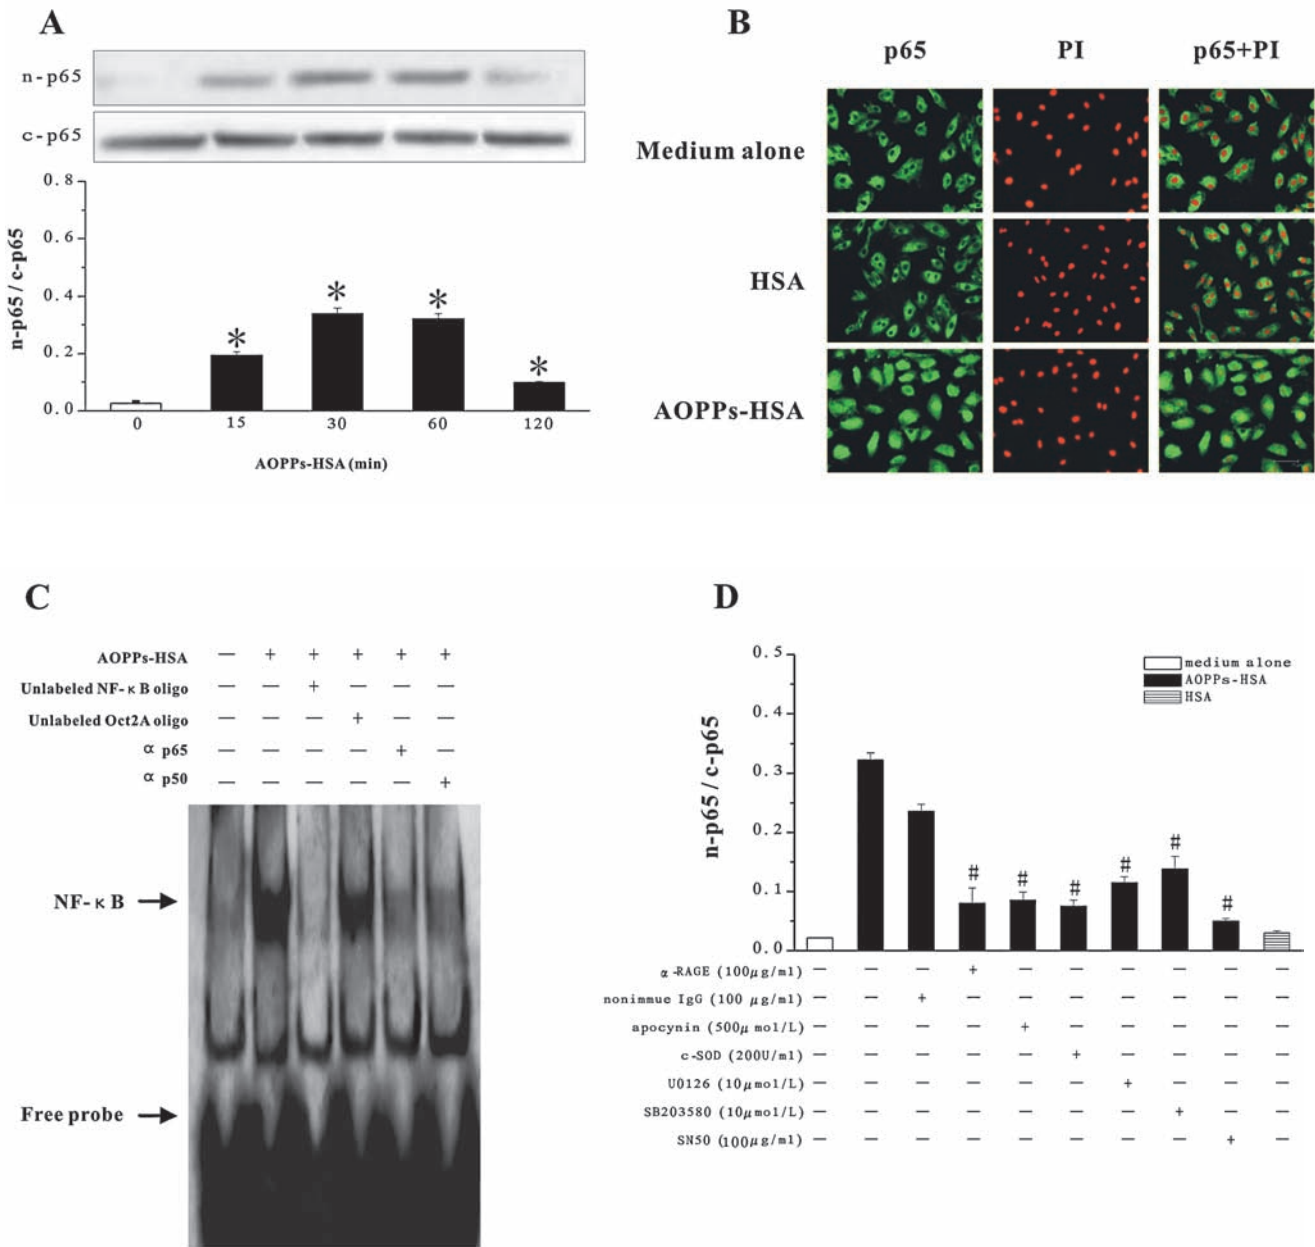 A
n-p65
c-p65
n-p65 / c-p65
0.8
0.6
0.4
0.2
0.0
* * * *
0 15 30 60 120
AOPPs-HSA (min)
B
p65 PI p65+PI
Medium alone
HSA
AOPPs-HSA
C
AOPPs-HSA — + + + + +
Unlabeled NF-κB oligo — — + — — —
Unlabeled Oct2A oligo — — — + — —
α p65 — — — — + —
α p50 — — — — — +
NF-κB
Free probe
D
n-p65 / c-p65
0.5
0.4
0.3
0.2
0.1
0.0
medium alone
AOPPs-HSA
HSA
# # # # # #
α-RAGE (100μg/ml) — — — + — — — — — —
nonimmue IgG (100 μg/ml) — — + — — — — — — —
apocynin (500μ mol/L) — — — — + — — — — —
c-SOD (200U/ml) — — — — — + — — — —
U0126 (10μmol/L) — — — — — — + — — —
SB203580 (10μmol/L) — — — — — — — + — —
SN50 (100μg/ml) — — — — — — — — + —